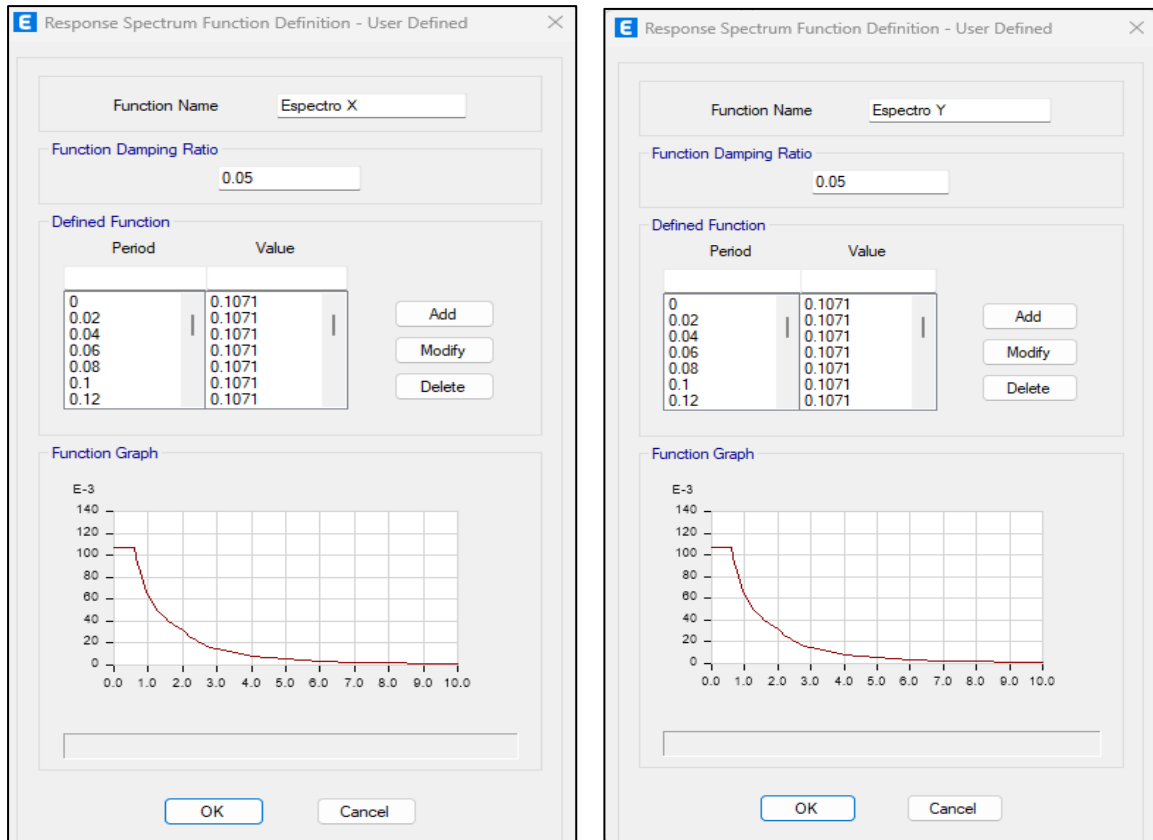 E Response Spectrum Function Definition - User Defined
Function Name Espectro X
Function Damping Ratio
0.05
Defined Function
Period Value
0 0.1071
0.02 0.1071
0.04 0.1071
0.06 0.1071
0.08 0.1071
0.1 0.1071
0.12 0.1071
Add
Modify
Delete
Function Graph
E-3
140
120
100
80
60
40
20
0
0.0 1.0 2.0 3.0 4.0 5.0 6.0 7.0 8.0 9.0 10.0
OK Cancel
E Response Spectrum Function Definition - User Defined
Function Name Espectro Y
Function Damping Ratio
0.05
Defined Function
Period Value
0 0.1071
0.02 0.1071
0.04 0.1071
0.06 0.1071
0.08 0.1071
0.1 0.1071
0.12 0.1071
Add
Modify
Delete
Function Graph
E-3
140
120
100
80
60
40
20
0
0.0 1.0 2.0 3.0 4.0 5.0 6.0 7.0 8.0 9.0 10.0
OK Cancel